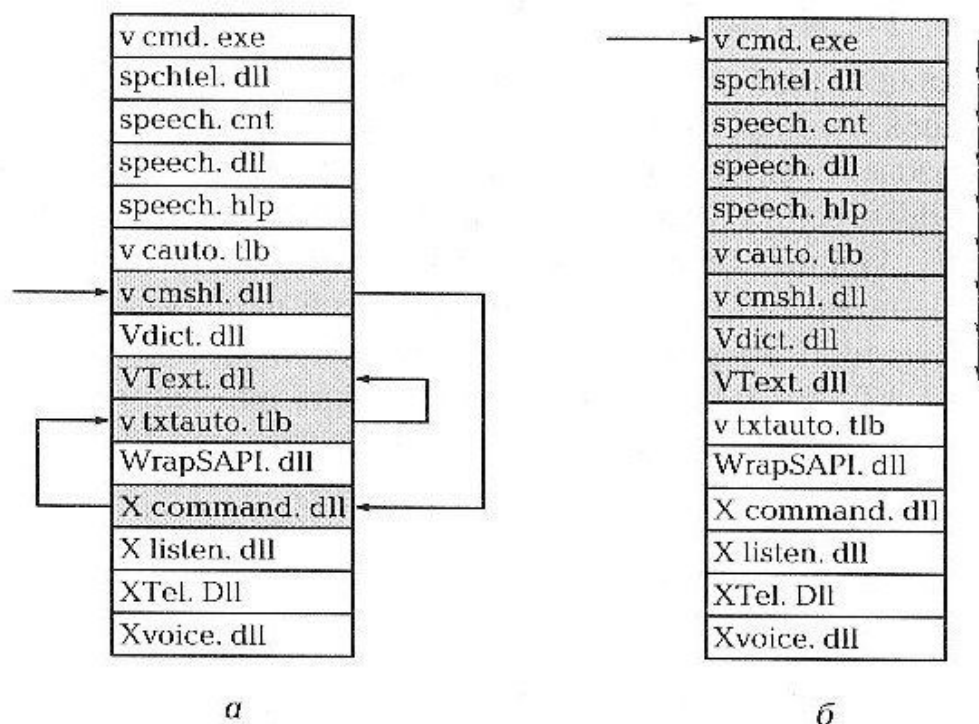 v cmd. exe
spchtel. dll
speech. cnt
speech. dll
speech. hlp
v cauto. tlb
v cmshl. dll
Vdict. dll
VText. dll
v txtauto. tlb
WrapSAPI. dll
X command. dll
X listen. dll
XTel. Dll
Xvoice. dll
а
v cmd. exe
spchtel. dll
speech. cnt
speech. dll
speech. hlp
v cauto. tlb
v cmshl. dll
Vdict. dll
VText. dll
v txtauto. tlb
WrapSAPI. dll
X command. dll
X listen. dll
XTel. Dll
Xvoice. dll
б